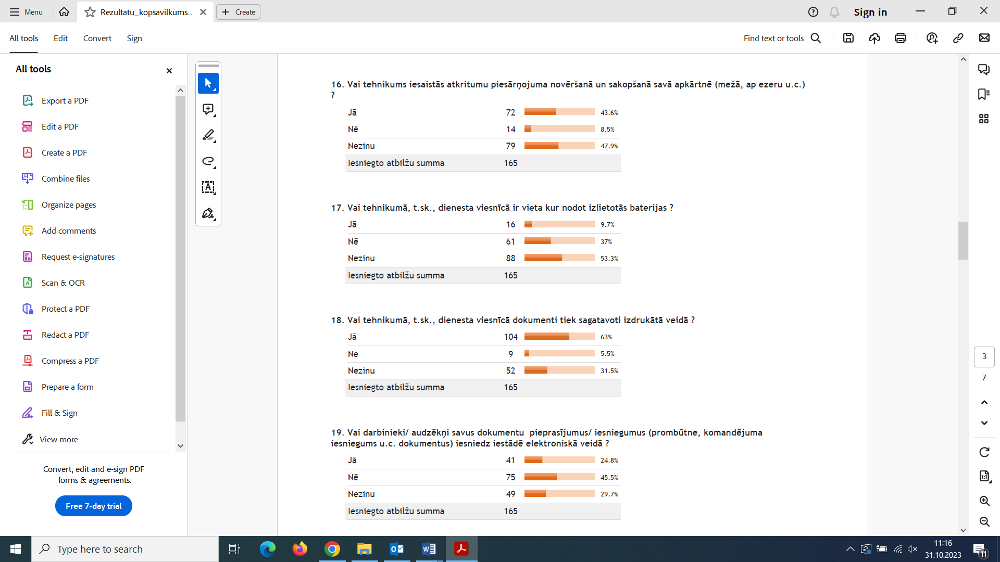 Menu
Rezultatu_kopsavilkums...
Create
Sign in
All tools
Edit
Convert
Sign
Find text or tools
All tools
Export a PDF
Edit a PDF
Create a PDF
Combine files
Organize pages
Add comments
Request e-signatures
Scan & OCR
Protect a PDF
Redact a PDF
Compress a PDF
Prepare a form
Fill & Sign
View more
Convert, edit and e-sign PDF
forms & agreements.
Free 7-day trial
16. Vai tehnikums iesaistās atkritumu piesārņojuma novēršanā un sakopšanā savā apkārtnē (mežā, ap ezeru u.c.)
?
Jā 72 43.6%
Nē 14 8.5%
Nezinu 79 47.9%
Iesniegto atbilžu summa 165
17. Vai tehnikumā, t.sk., dienesta viesnīcā ir vieta kur nodot izlietotās baterijas ?
Jā 16 9.7%
Nē 61 37%
Nezinu 88 53.3%
Iesniegto atbilžu summa 165
18. Vai tehnikumā, t.sk., dienesta viesnīcā dokumenti tiek sagatavoti izdrukātā veidā ?
Jā 104 63%
Nē 9 5.5%
Nezinu 52 31.5%
Iesniegto atbilžu summa 165
19. Vai darbinieki/ audzēkņi savus dokumentu pieprasījumus/ iesniegumus (prombūtne, komandējuma
iesniegums u.c. dokumentus) iesniedz iestādē elektroniskā veidā ?
Jā 41 24.8%
Nē 75 45.5%
Nezinu 49 29.7%
Iesniegto atbilžu summa 165
3
7
1:1
Type here to search
11:16
31.10.2023
11